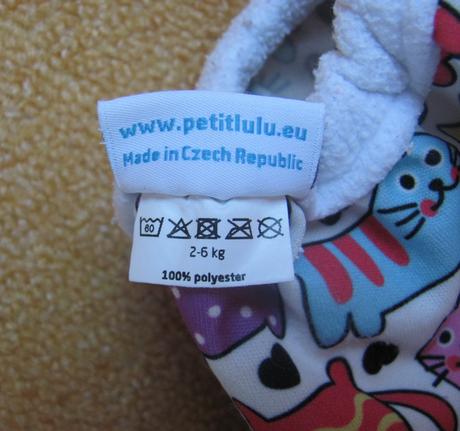 www.petitlulu.eu
Made in Czech Republic
60
2-6 kg
100% polyester